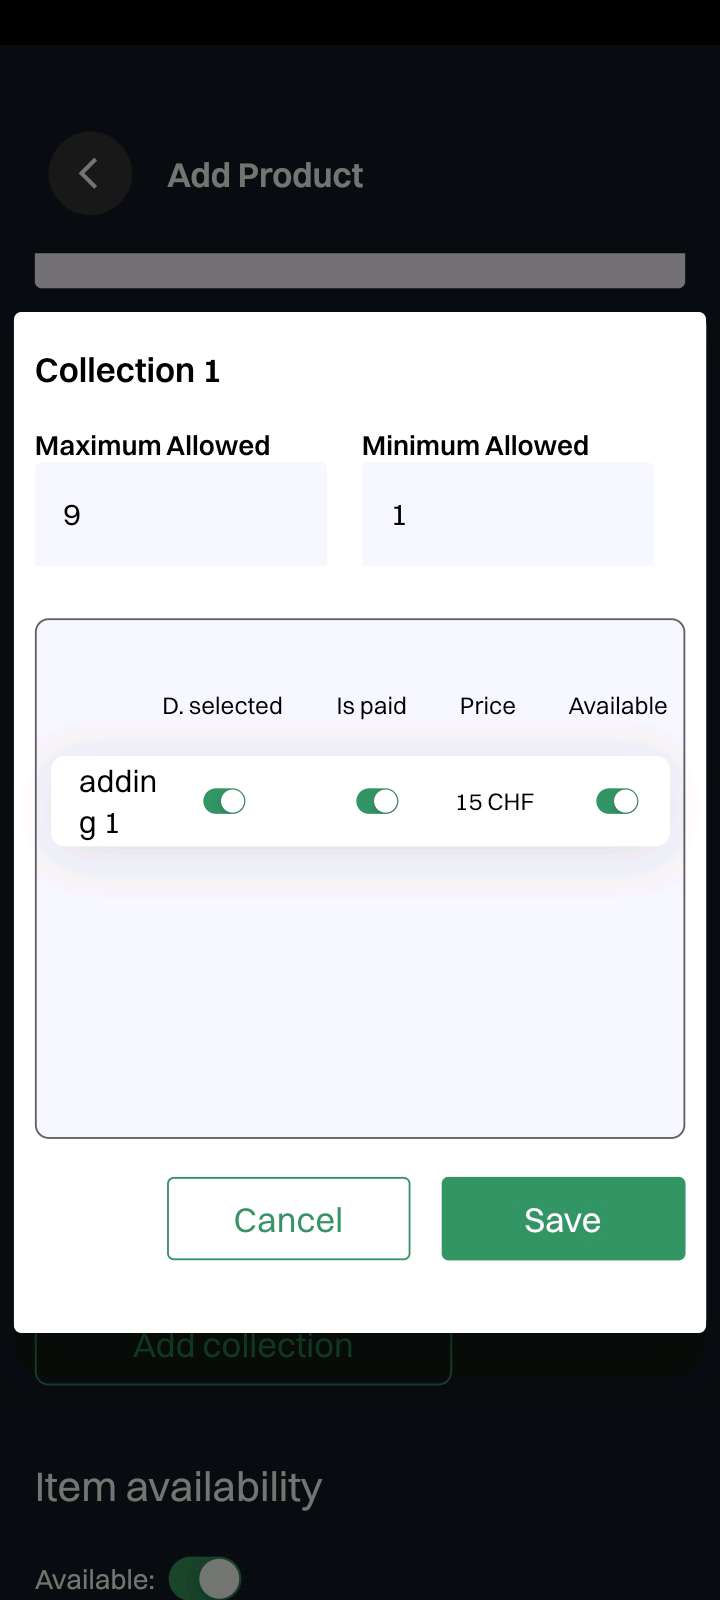 Add Product
Collection 1
Maximum Allowed
Minimum Allowed
9
1
D. selected
Is paid
Price
Available
addin
g 1
15 CHF
Cancel
Save
Add collection
Item availability
Available: